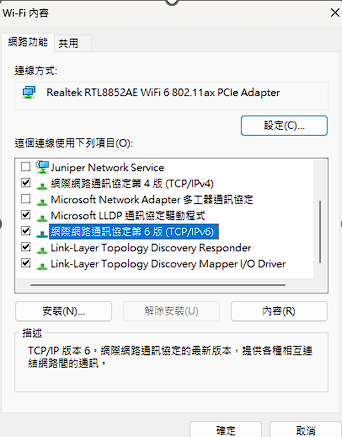 Wi-Fi 內容
網路功能 共用
連線方式:
Realtek RTL8852AE WiFi 6 802.11ax PCIe Adapter
設定(C)...
這個連線使用下列項目(O):
Juniper Network Service
網際網路通訊協定第 4 版 (TCP/IPv4)
Microsoft Network Adapter 多工器通訊協定
Microsoft LLDP 通訊協定驅動程式
網際網路通訊協定第 6 版 (TCP/IPv6)
Link-Layer Topology Discovery Responder
Link-Layer Topology Discovery Mapper I/O Driver
安裝(N)... 解除安裝(U) 內容(R)
描述
TCP/IP 版本 6。網際網路通訊協定的最新版本，提供各種相互連
結網路間的通訊。
確定 取消